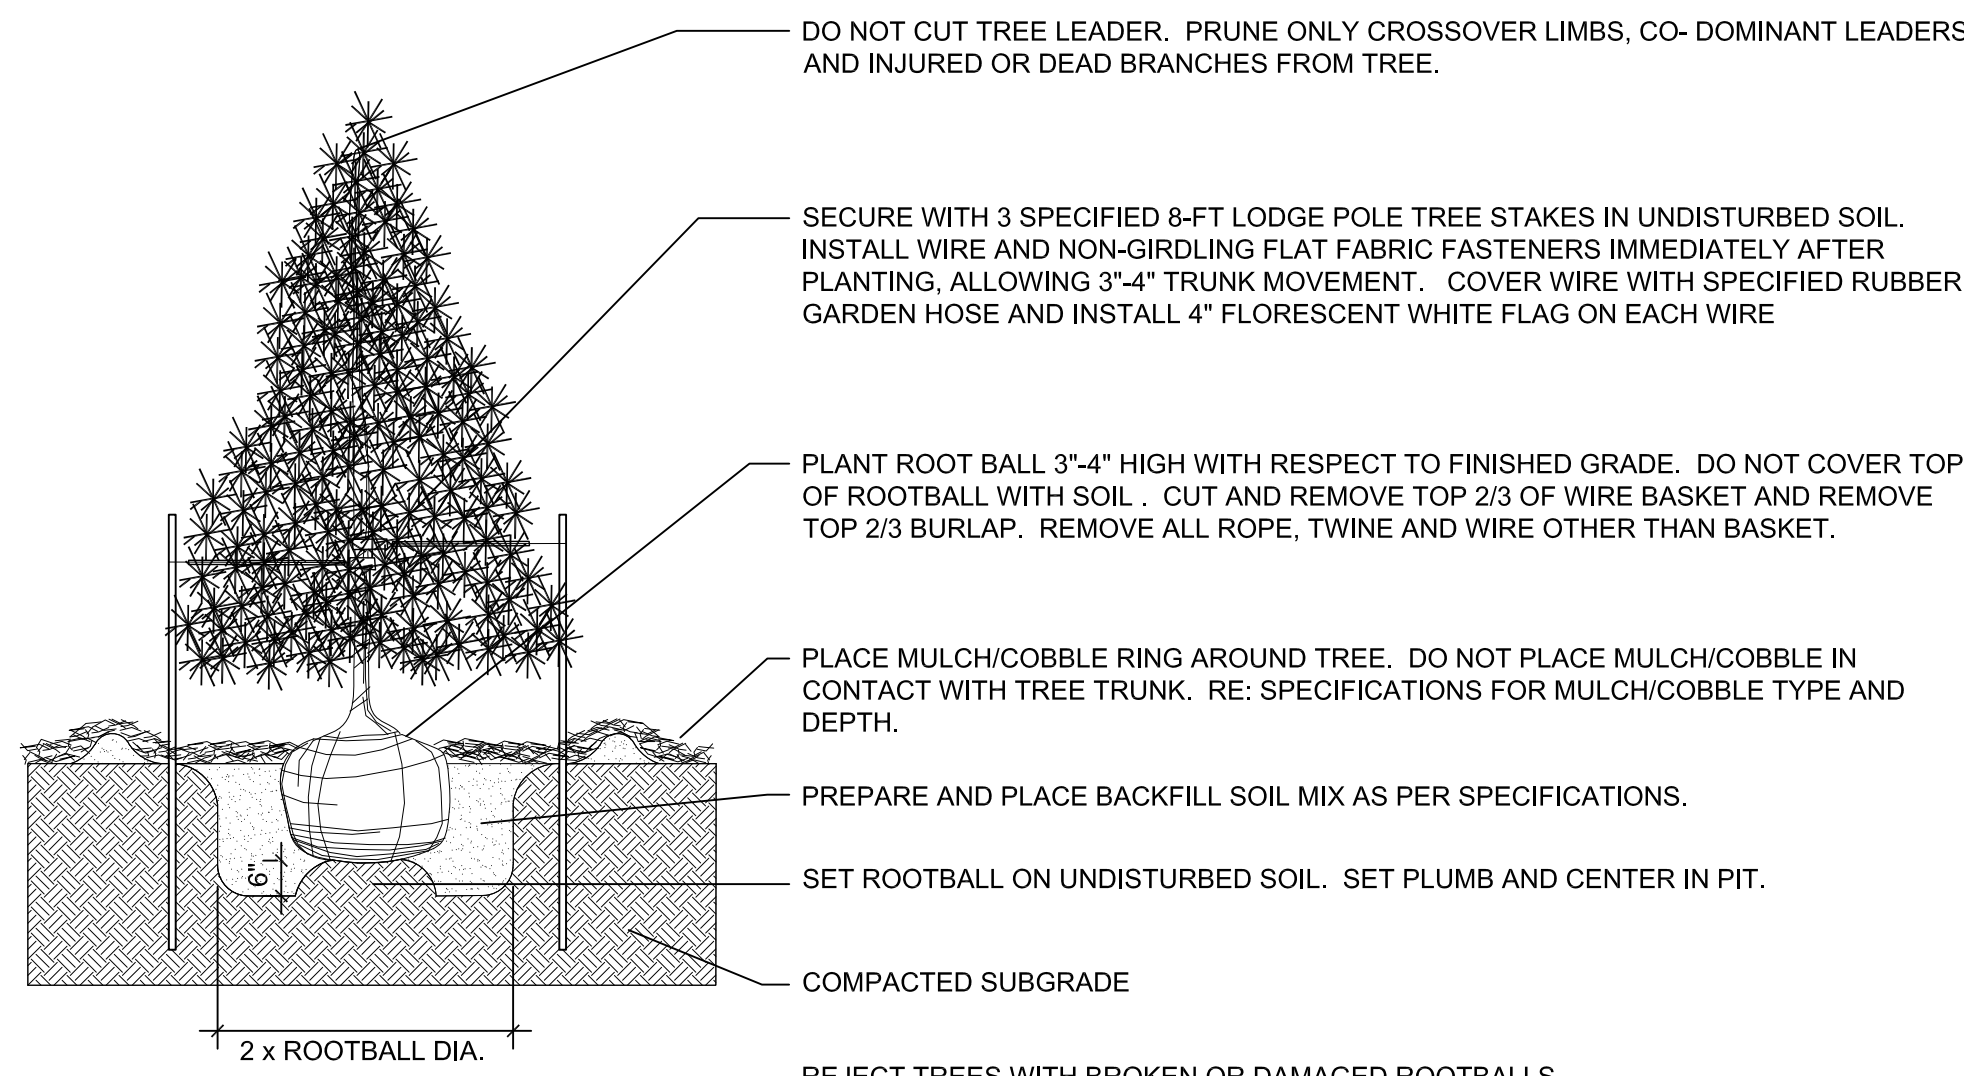 DO NOT CUT TREE LEADER. PRUNE ONLY CROSSOVER LIMBS, CO- DOMINANT LEADERS
AND INJURED OR DEAD BRANCHES FROM TREE.
SECURE WITH 3 SPECIFIED 8-FT LODGE POLE TREE STAKES IN UNDISTURBED SOIL.
INSTALL WIRE AND NON-GIRDLING FLAT FABRIC FASTENERS IMMEDIATELY AFTER
PLANTING, ALLOWING 3"-4" TRUNK MOVEMENT. COVER WIRE WITH SPECIFIED RUBBER
GARDEN HOSE AND INSTALL 4" FLORESCENT WHITE FLAG ON EACH WIRE
PLANT ROOT BALL 3"-4" HIGH WITH RESPECT TO FINISHED GRADE. DO NOT COVER TOP
OF ROOTBALL WITH SOIL . CUT AND REMOVE TOP 2/3 OF WIRE BASKET AND REMOVE
TOP 2/3 BURLAP. REMOVE ALL ROPE, TWINE AND WIRE OTHER THAN BASKET.
PLACE MULCH/COBBLE RING AROUND TREE. DO NOT PLACE MULCH/COBBLE IN
CONTACT WITH TREE TRUNK. RE: SPECIFICATIONS FOR MULCH/COBBLE TYPE AND
DEPTH.
PREPARE AND PLACE BACKFILL SOIL MIX AS PER SPECIFICATIONS.
6"
SET ROOTBALL ON UNDISTURBED SOIL. SET PLUMB AND CENTER IN PIT.
COMPACTED SUBGRADE
2 x ROOTBALL DIA.
REJECT TREES WITH BROKEN OR DAMAGED ROOTBALLS